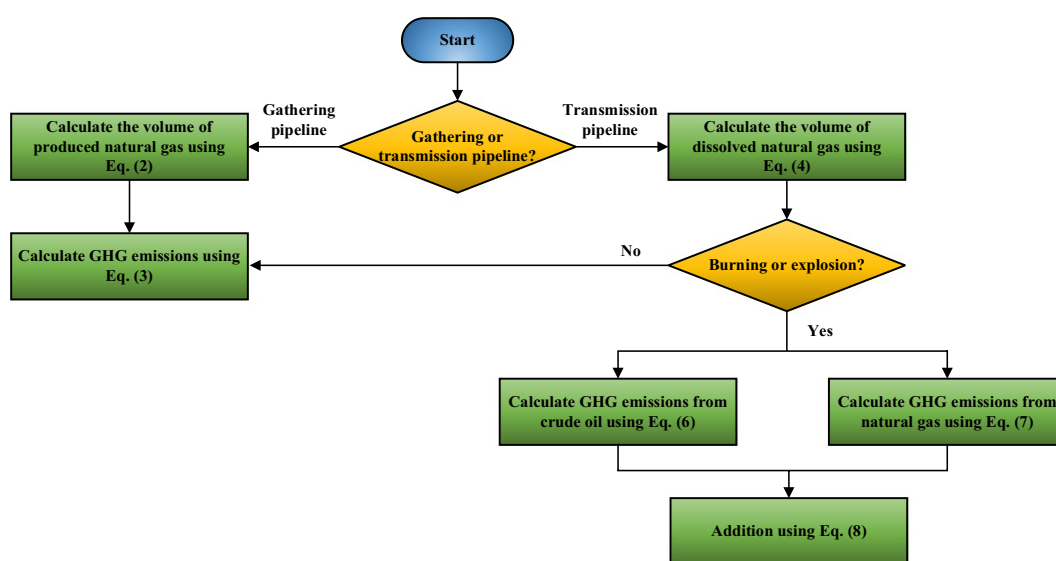 Start
Gathering
pipeline
Transmission
pipeline
Calculate the volume of
produced natural gas using
Eq. (2)
Gathering or
transmission pipeline?
Calculate the volume of
dissolved natural gas using
Eq. (4)
Calculate GHG emissions using
Eq. (3)
No
Burning or explosion?
Yes
Calculate GHG emissions from
crude oil using Eq. (6)
Calculate GHG emissions from
natural gas using Eq. (7)
Addition using Eq. (8)